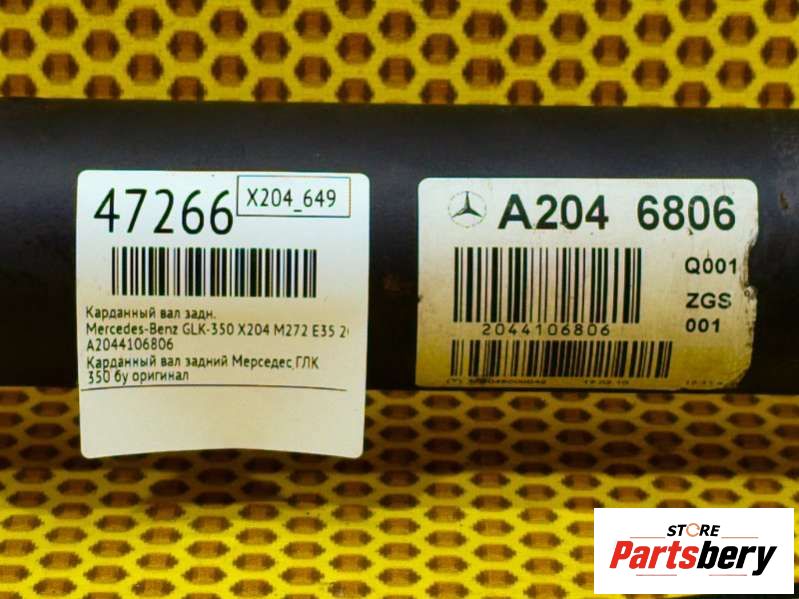 47266
X204_649
Карданный вал задн.
Mercedes-Benz GLK-350 X204 M272 E35
A2044106806
Карданный вал задний Мерседес,ГЛК
350 бу оригинал
A204 6806
Q001
ZGS
001
2044106806
STORE
Partsbery